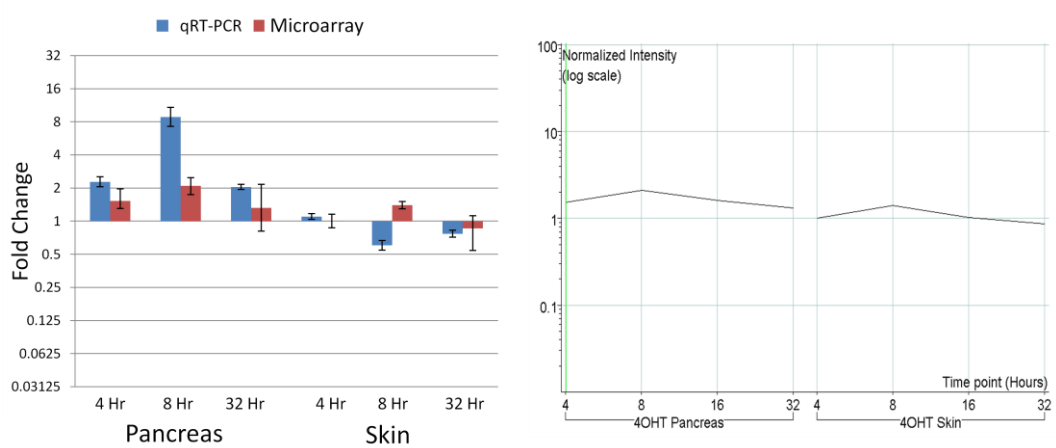 qRT-PCR Microarray
Fold Change
32
16
8
4
2
1
0.5
0.25
0.125
0.0625
0.03125
4 Hr 8 Hr 32 Hr 4 Hr 8 Hr 32 Hr
Pancreas Skin
Normalized Intensity
(log scale)
100
10
1
0.1
Time point (Hours)
4 8 16 32 4 8 16 32
4OHT Pancreas 4OHT Skin